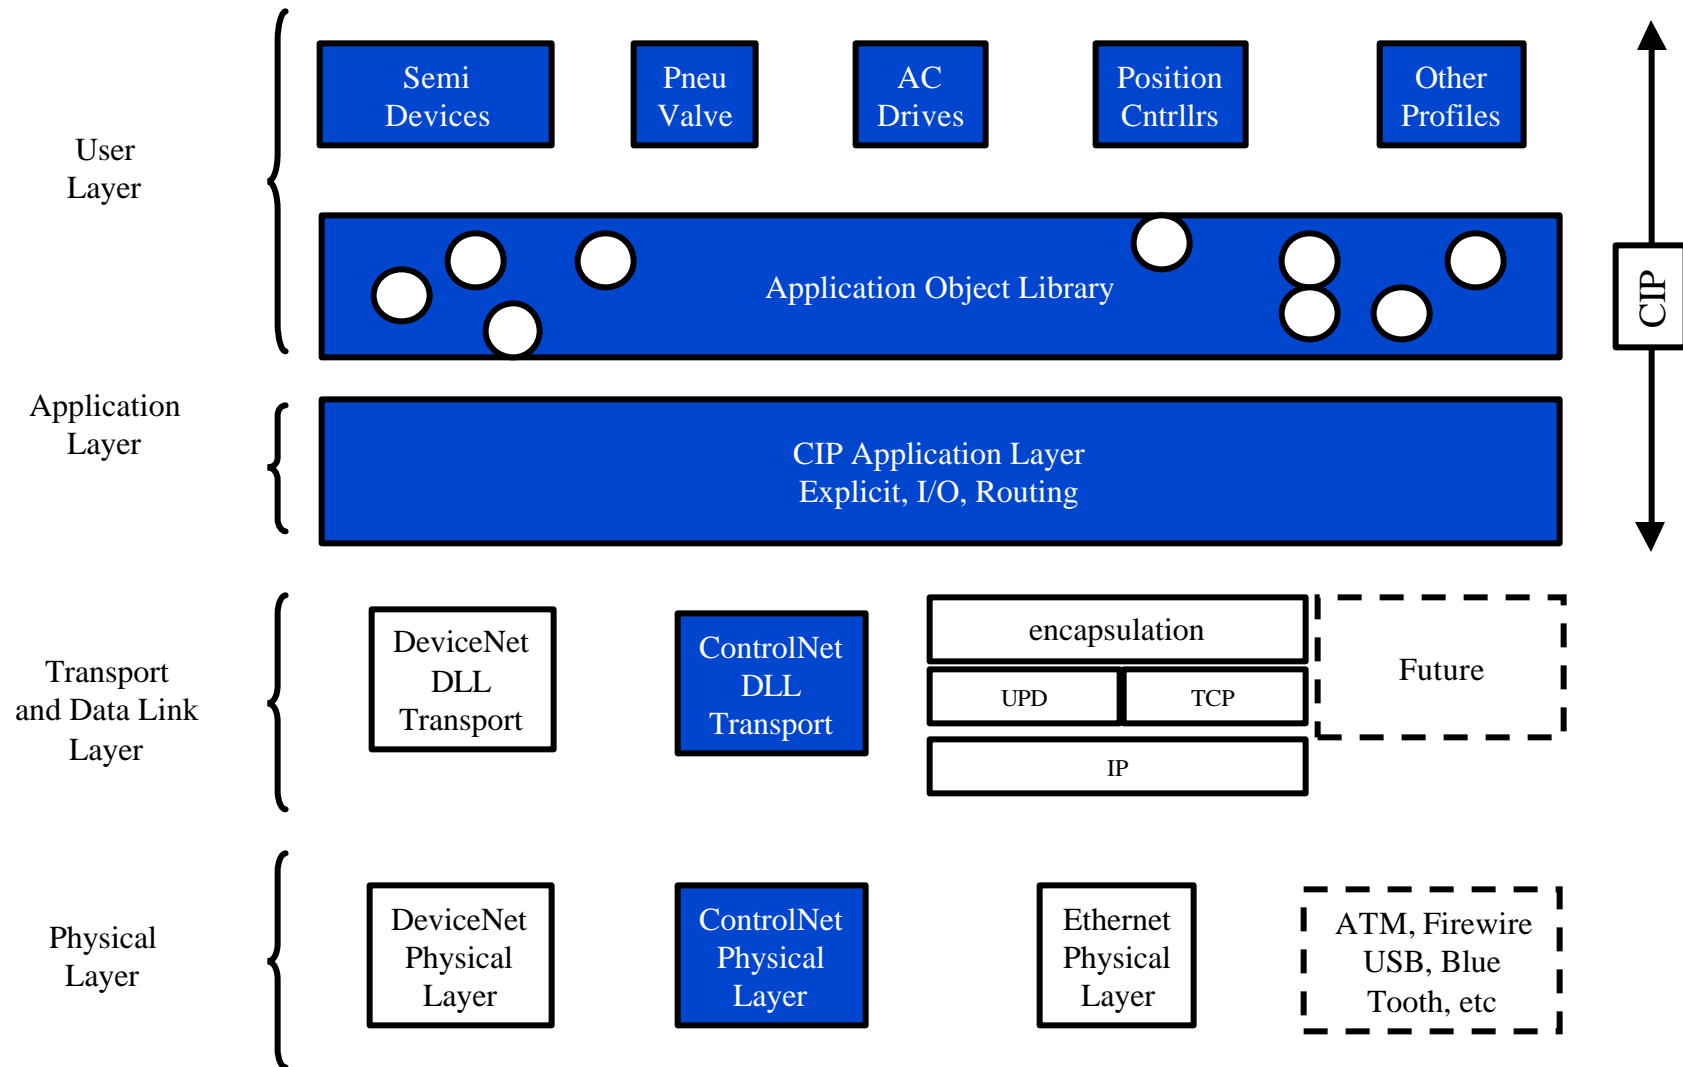 Semi
Devices
Pneu
Valve
AC
Drives
Position
Cntrllrs
Other
Profiles
User
Layer
Application Object Library
CIP
Application
Layer
CIP Application Layer
Explicit, I/O, Routing
Transport
and Data Link
Layer
DeviceNet
DLL
Transport
ControlNet
DLL
Transport
encapsulation
UPD
TCP
IP
Future
Physical
Layer
DeviceNet
Physical
Layer
ControlNet
Physical
Layer
Ethernet
Physical
Layer
ATM, Firewire
USB, Blue
Tooth, etc